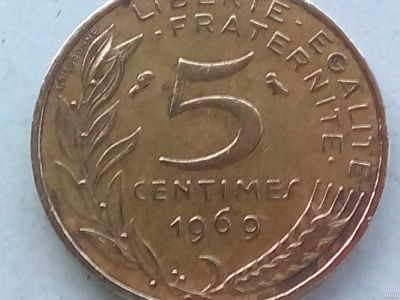 LIBERTE·EGALITE
·FRATERNITE·
5
CENTIMES
1969